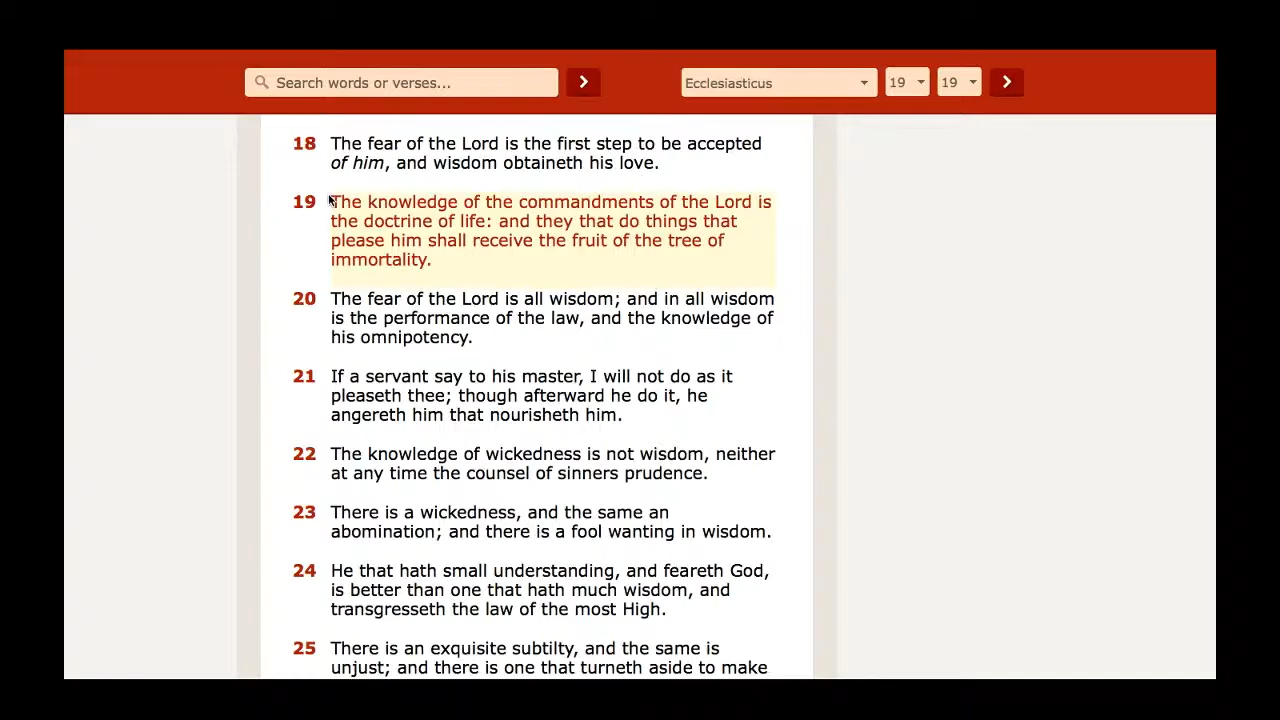 Search words or verses...
Ecclesiasticus 19 19
18 The fear of the Lord is the first step to be accepted
of him, and wisdom obtaineth his love.
19 The knowledge of the commandments of the Lord is
the doctrine of life: and they that do things that
please him shall receive the fruit of the tree of
immortality.
20 The fear of the Lord is all wisdom; and in all wisdom
is the performance of the law, and the knowledge of
his omnipotency.
21 If a servant say to his master, I will not do as it
pleaseth thee; though afterward he do it, he
angereth him that nourisheth him.
22 The knowledge of wickedness is not wisdom, neither
at any time the counsel of sinners prudence.
23 There is a wickedness, and the same an
abomination; and there is a fool wanting in wisdom.
24 He that hath small understanding, and feareth God,
is better than one that hath much wisdom, and
transgresseth the law of the most High.
25 There is an exquisite subtilty, and the same is
unjust; and there is one that turneth aside to make